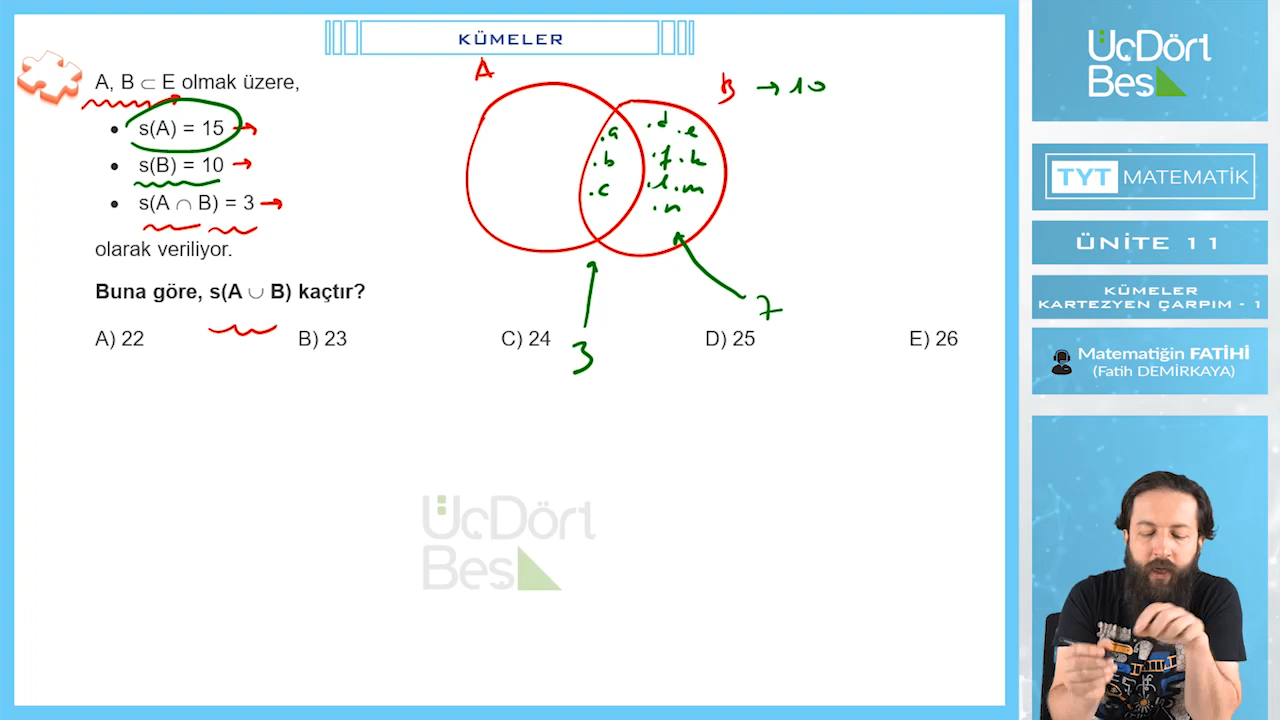 KÜMELER
A, B ⊂ E olmak üzere,
• s(A) = 15
• s(B) = 10
• s(A ∩ B) = 3
olarak veriliyor.
Buna göre, s(A ∪ B) kaçtır?
A) 22 B) 23 C) 24 D) 25 E) 26
A
B → 10
.a
.b
.c
.d .e
.f .k
.l .m
.n
3
7
ÜçDört
Beş
ÜçDört
Beş
TYT MATEMATİK
ÜNİTE 11
KÜMELER
KARTEZYEN ÇARPIM - 1
Matematiğin FATİHİ
(Fatih DEMİRKAYA)